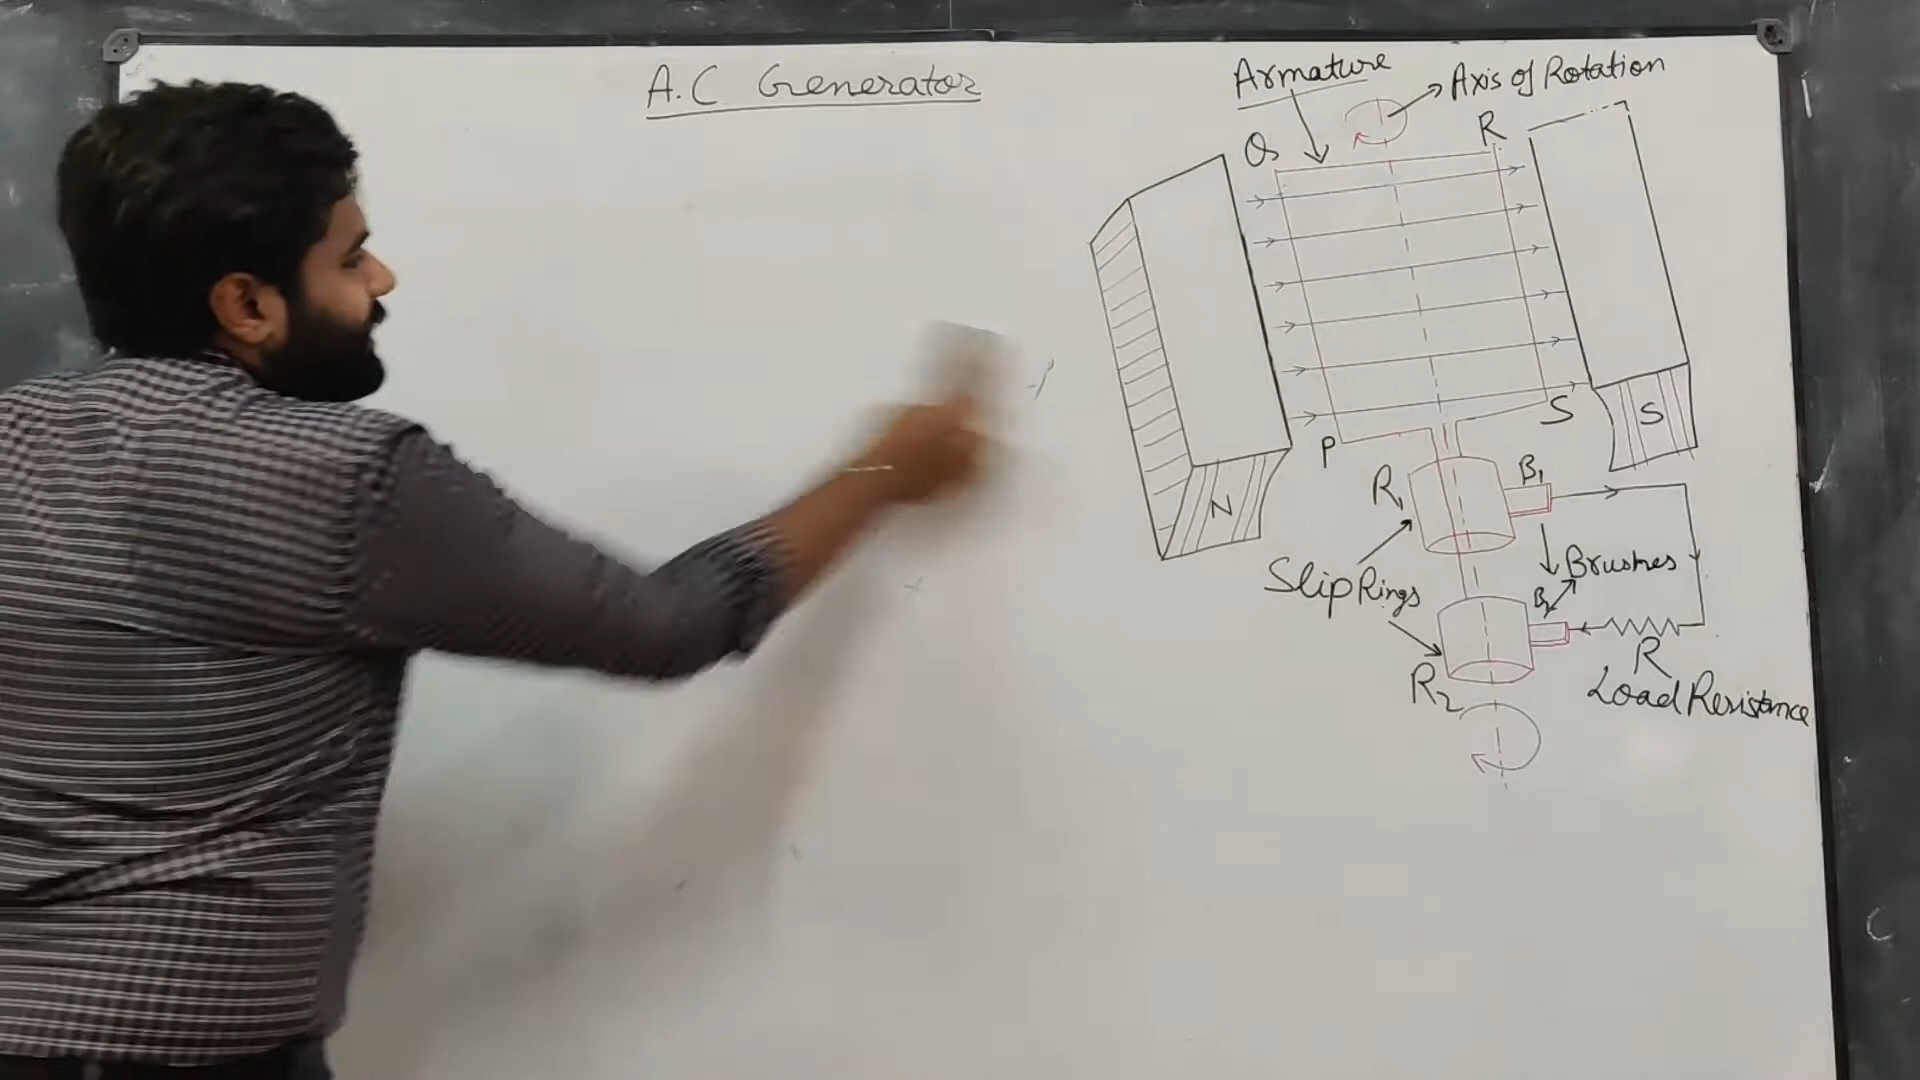 A.C Generator
Armature
Axis of Rotation
Q
R
P
S
N
S
R1
B1
Brushes
Slip Rings
B2
R
R2
Load Resistance